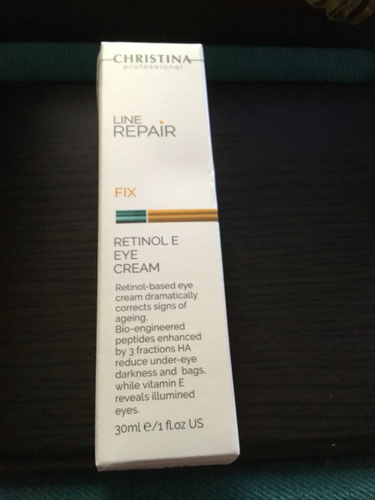 CHRISTINA
professional
LINE
REPAIR
FIX
RETINOL E
EYE
CREAM
Retinol-based eye
cream dramatically
corrects signs of
ageing.
Bio-engineered
peptides enhanced
by 3 fractions HA
reduce under-eye
darkness and bags,
while vitamin E
reveals illumined
eyes.
30ml ℮/1 fl.oz US